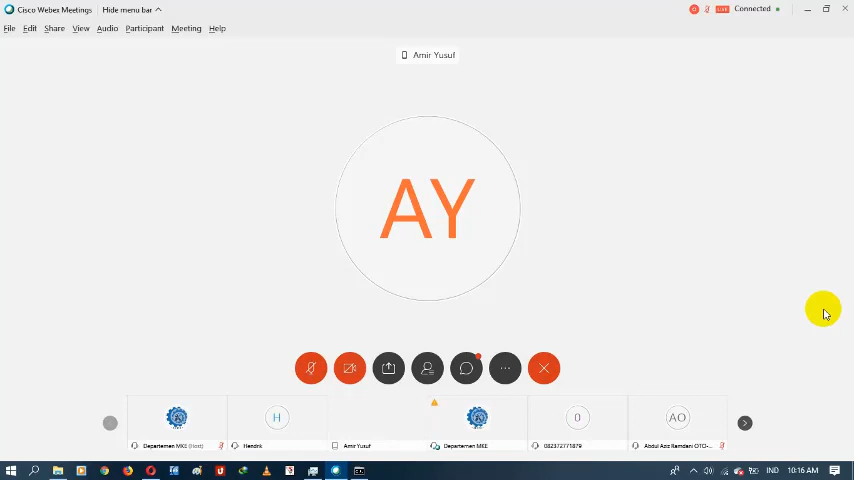 Cisco Webex Meetings Hide menu bar Connected
File Edit Share View Audio Participant Meeting Help
Amir Yusuf
AY
H 0 AO
Departemen MKE (Host) Hendrik Amir Yusuf Departemen MKE 082372771879 Abdul Aziz Ramdani OTO-...
IND 10:16 AM